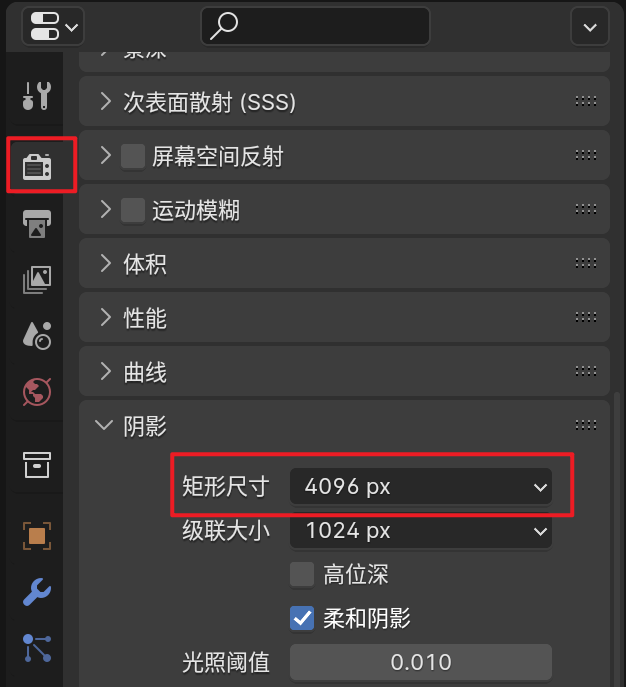 次表面散射 (SSS)
屏幕空间反射
运动模糊
体积
性能
曲线
阴影
矩形尺寸 4096 px
级联大小 1024 px
高位深
柔和阴影
光照阈值 0.010